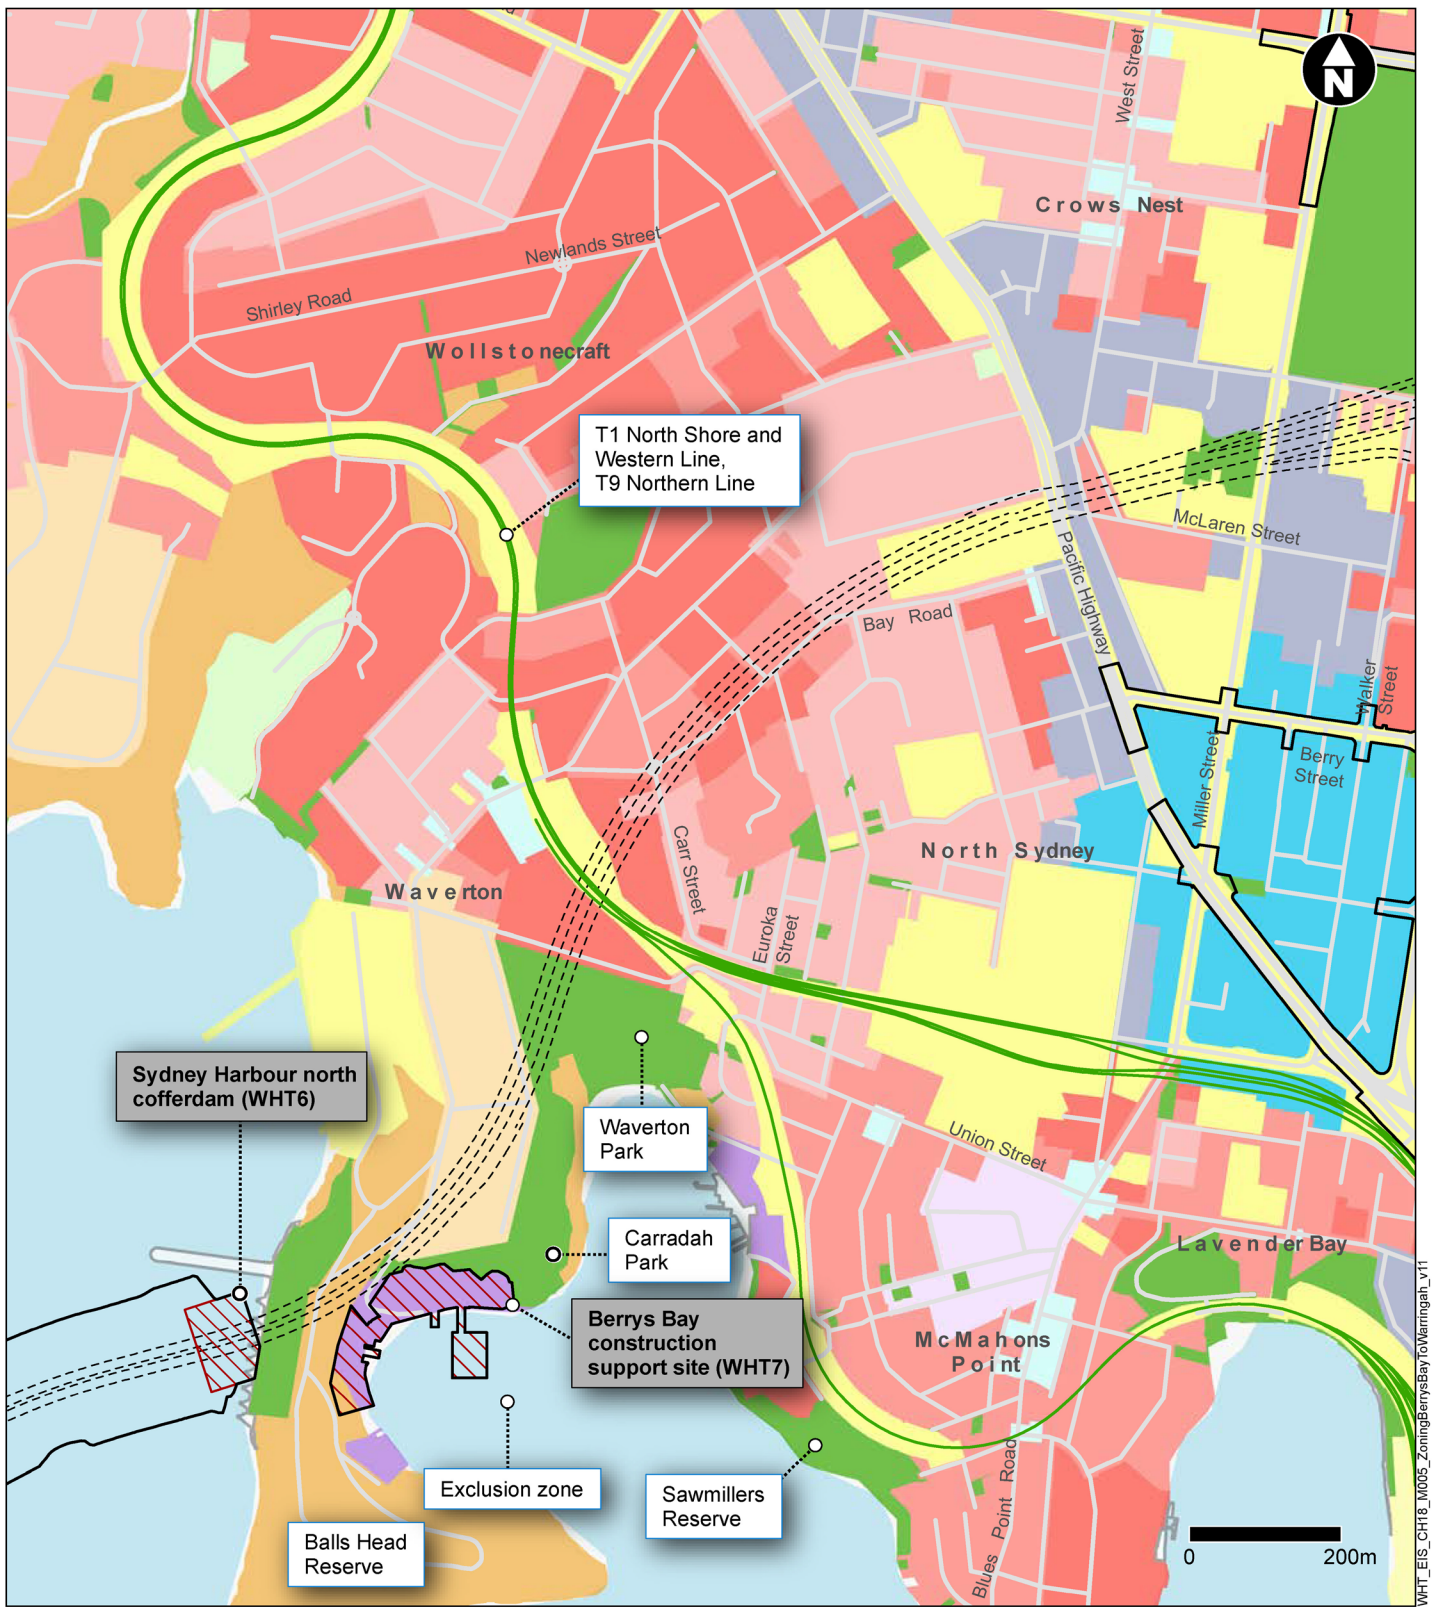 N
West Street
Crows Nest
Newlands Street
Shirley Road
Wollstonecraft
T1 North Shore and
Western Line,
T9 Northern Line
McLaren Street
Pacific Highway
Bay Road
Walker
Street
Berry
Street
Miller Street
North Sydney
Carr Street
Waverton
Euroka
Street
Sydney Harbour north
cofferdam (WHT6)
Waverton
Park
Union Street
Carradah
Park
Lavender Bay
Berrys Bay
construction
support site (WHT7)
McMahons
Point
Exclusion zone
Sawmillers
Reserve
Blues Point Road
Balls Head
Reserve
0 200m
WHT_EIS_CH18_M005_ZoningBerrysBayToWarringah_v11